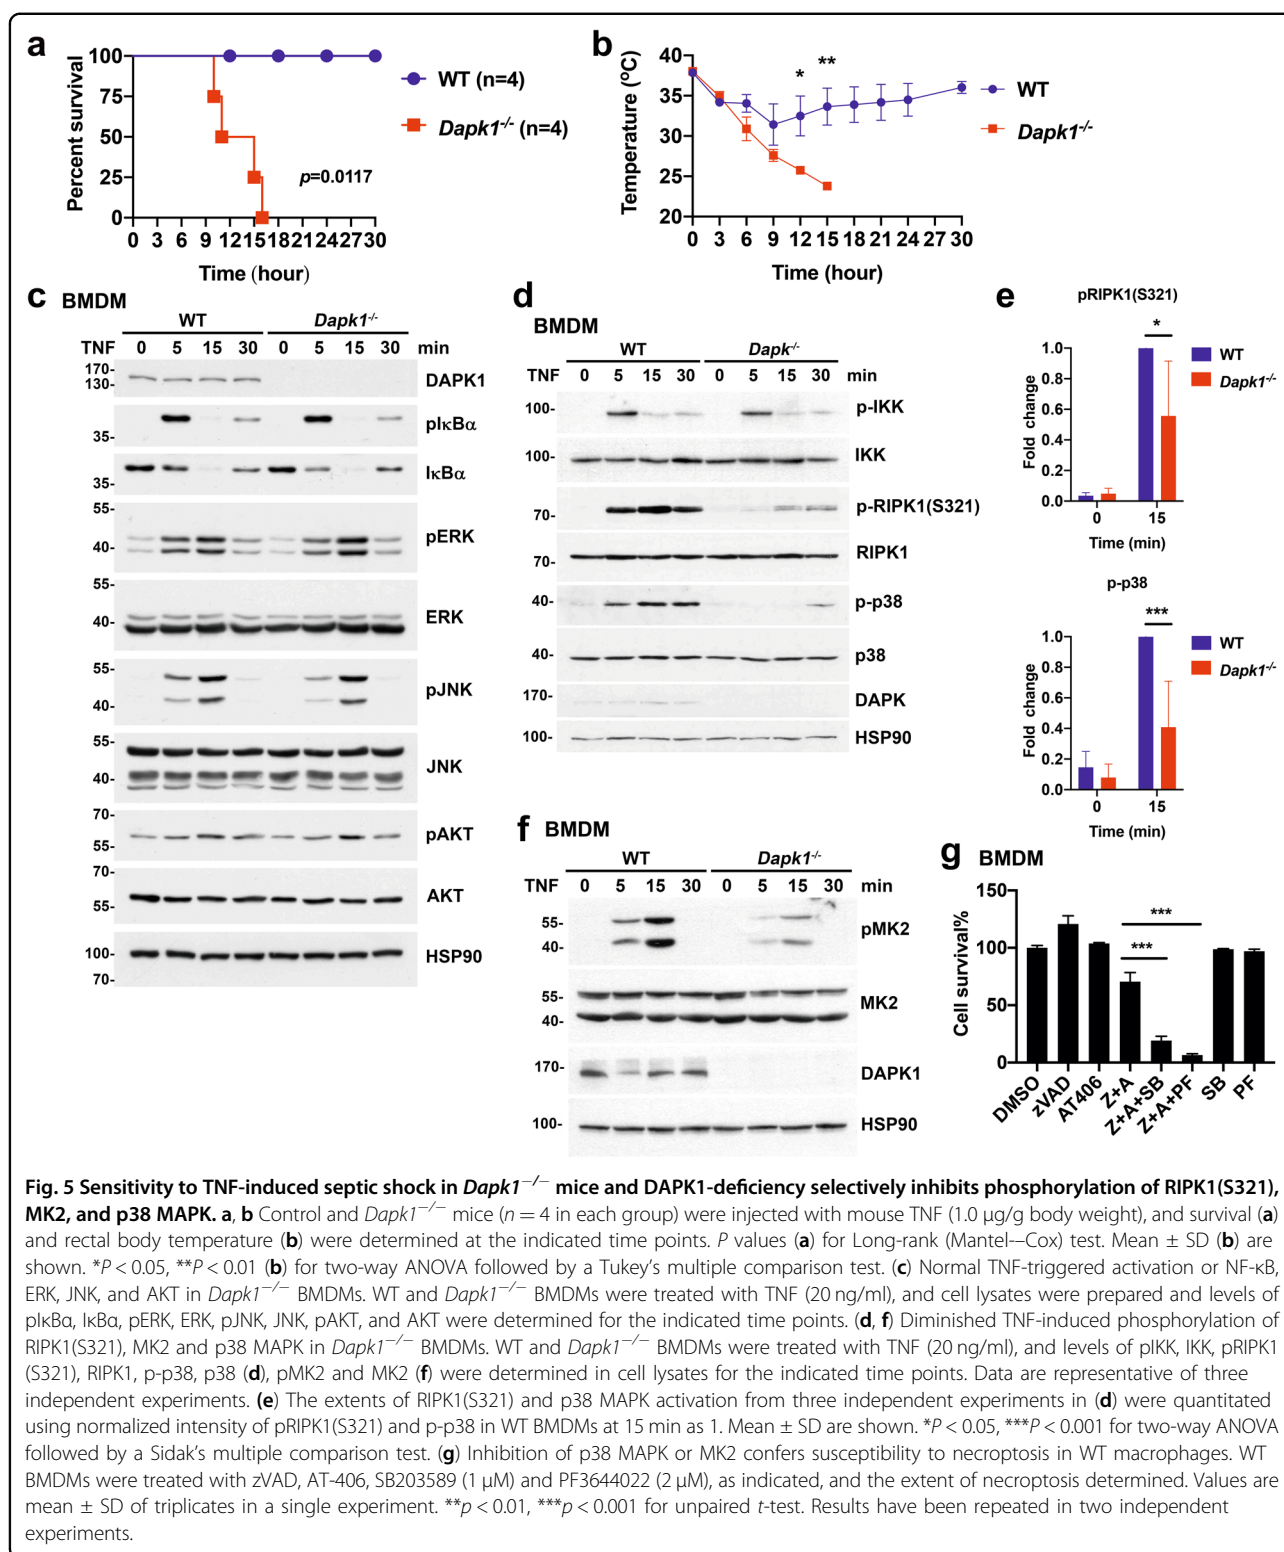 a
100
75
50
25
0
Percent survival
0 3 6 9 12 15 18 21 24 27 30
Time (hour)
WT (n=4)
Dapk1-/- (n=4)
p=0.0117
b
40
35
30
25
20
Temperature (°C)
* **
0 3 6 9 12 15 18 21 24 27 30
Time (hour)
WT
Dapk1-/-
c BMDM
WT Dapk1-/-
TNF 0 5 15 30 0 5 15 30 min
170-
130-
DAPK1
pIκBα
35-
IκBα
35-
55-
pERK
40-
55-
ERK
40-
55-
pJNK
40-
55-
JNK
40-
70-
pAKT
55-
70-
AKT
55-
100-
HSP90
70-
d
BMDM
WT Dapk-/-
TNF 0 5 15 30 0 5 15 30 min
100-
p-IKK
100-
IKK
p-RIPK1(S321)
70-
RIPK1
70-
40-
p-p38
40-
p38
170-
DAPK
100-
HSP90
e
pRIPK1(S321)
*
1.0
0.8
0.6
0.4
0.2
0.0
Fold change
0 15
Time (min)
WT
Dapk1-/-
p-p38
***
1.0
0.8
0.6
0.4
0.2
0.0
Fold change
0 15
Time (min)
WT
Dapk1-/-
f BMDM
WT Dapk1-/-
TNF 0 5 15 30 0 5 15 30 min
55-
pMK2
40-
55-
MK2
40-
170-
DAPK1
100-
HSP90
g BMDM
150
100
50
0
Cell survival%
***
***
DMSO zVAD AT406 Z+A Z+A+SB Z+A+PF SB PF
Fig. 5 Sensitivity to TNF-induced septic shock in Dapk1−/− mice and DAPK1-deficiency selectively inhibits phosphorylation of RIPK1(S321),
MK2, and p38 MAPK. a, b Control and Dapk1−/− mice (n = 4 in each group) were injected with mouse TNF (1.0 µg/g body weight), and survival (a)
and rectal body temperature (b) were determined at the indicated time points. P values (a) for Long-rank (Mantel-–Cox) test. Mean ± SD (b) are
shown. *P < 0.05, **P < 0.01 (b) for two-way ANOVA followed by a Tukey's multiple comparison test. (c) Normal TNF-triggered activation or NF-κB,
ERK, JNK, and AKT in Dapk1−/− BMDMs. WT and Dapk1−/− BMDMs were treated with TNF (20 ng/ml), and cell lysates were prepared and levels of
pIκBα, IκBα, pERK, ERK, pJNK, JNK, pAKT, and AKT were determined for the indicated time points. (d, f) Diminished TNF-induced phosphorylation of
RIPK1(S321), MK2 and p38 MAPK in Dapk1−/− BMDMs. WT and Dapk1−/− BMDMs were treated with TNF (20 ng/ml), and levels of pIKK, IKK, pRIPK1
(S321), RIPK1, p-p38, p38 (d), pMK2 and MK2 (f) were determined in cell lysates for the indicated time points. Data are representative of three
independent experiments. (e) The extents of RIPK1(S321) and p38 MAPK activation from three independent experiments in (d) were quantitated
using normalized intensity of pRIPK1(S321) and p-p38 in WT BMDMs at 15 min as 1. Mean ± SD are shown. *P < 0.05, ***P < 0.001 for two-way ANOVA
followed by a Sidak's multiple comparison test. (g) Inhibition of p38 MAPK or MK2 confers susceptibility to necroptosis in WT macrophages. WT
BMDMs were treated with zVAD, AT-406, SB203589 (1 µM) and PF3644022 (2 µM), as indicated, and the extent of necroptosis determined. Values are
mean ± SD of triplicates in a single experiment. **p < 0.01, ***p < 0.001 for unpaired t-test. Results have been repeated in two independent
experiments.